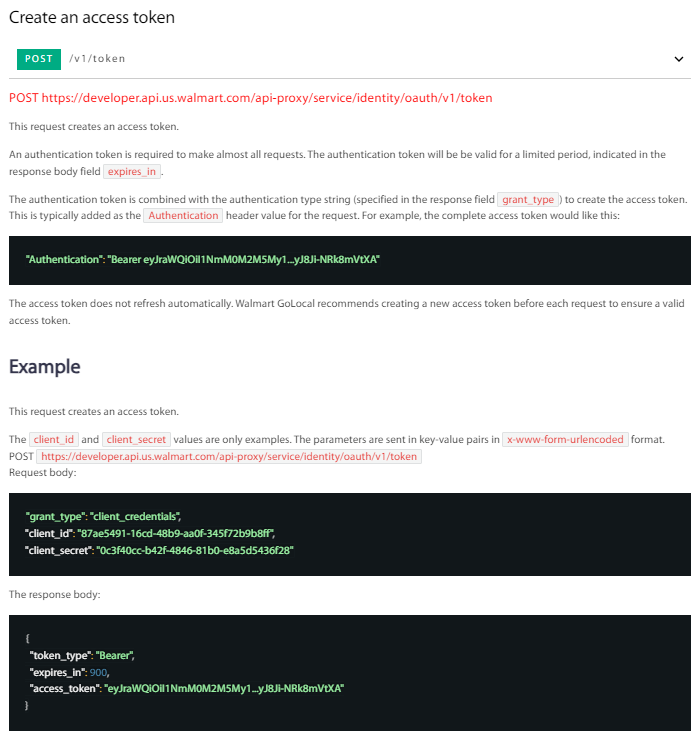 Create an access token
POST /v1/token
POST https://developer.api.us.walmart.com/api-proxy/service/identity/oauth/v1/token
This request creates an access token.
An authentication token is required to make almost all requests. The authentication token will be be valid for a limited period, indicated in the
response body field expires_in .
The authentication token is combined with the authentication type string (specified in the response field grant_type ) to create the access token.
This is typically added as the Authentication header value for the request. For example, the complete access token would like this:
"Authentication": "Bearer eyJraWQiOiI1NmM0M2M5My1...yJ8Ji-NRk8mVtXA"
The access token does not refresh automatically. Walmart GoLocal recommends creating a new access token before each request to ensure a valid
access token.
Example
This request creates an access token.
The client_id and client_secret values are only examples. The parameters are sent in key-value pairs in x-www-form-urlencoded format.
POST https://developer.api.us.walmart.com/api-proxy/service/identity/oauth/v1/token
Request body:
"grant_type": "client_credentials",
"client_id": "87ae5491-16cd-48b9-aa0f-345f72b9b8ff",
"client_secret": "0c3f40cc-b42f-4846-81b0-e8a5d5436f28"
The response body:
{
"token_type": "Bearer",
"expires_in": 900,
"access_token": "eyJraWQiOiI1NmM0M2M5My1...yJ8Ji-NRk8mVtXA"
}